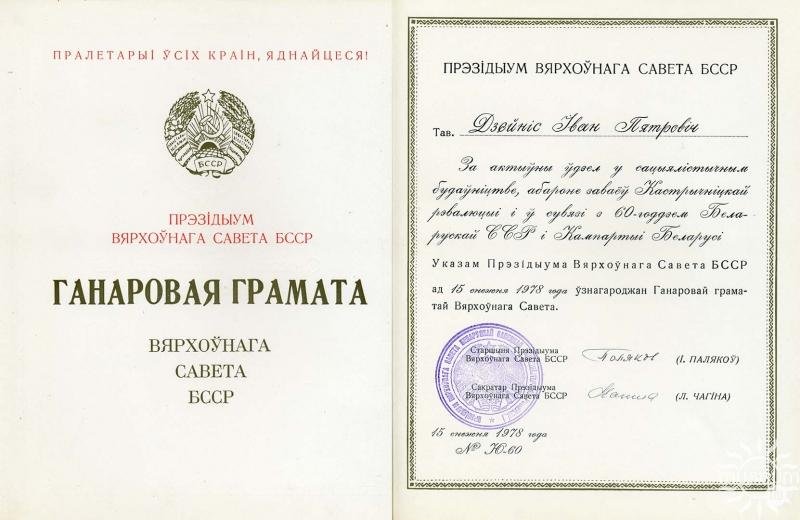 ПРАЛЕТАРЫІ ЎСІХ КРАІН, ЯДНАЙЦЕСЯ!
БССР
ПРЭЗІДЫУМ
ВЯРХОЎНАГА САВЕТА БССР
ГАНАРОВАЯ ГРАМАТА
ВЯРХОЎНАГА
САВЕТА
БССР
ПРЭЗІДЫУМ ВЯРХОЎНАГА САВЕТА БССР
Тав. Дзейніс Іван Пятровіч
За актыўны ўдзел у сацыялістычным
будаўніцтве, абароне заваёў Кастрычніцкай
рэвалюцыі і ў сувязі з 60-годдзем Бела-
рускай ССР і Кампартыі Беларусі
Указам Прэзідыума Вярхоўнага Савета БССР
ад 15 снежня 1978 года ўзнагароджан Ганаровай грама-
тай Вярхоўнага Савета.
Старшыня Прэзідыума
Вярхоўнага Савета БССР Поляков (І. ПАЛЯКОЎ)
Сакратар Прэзідыума
Вярхоўнага Савета БССР (Л. ЧАГІНА)
15 снежня 1978 года
№ Ю-60